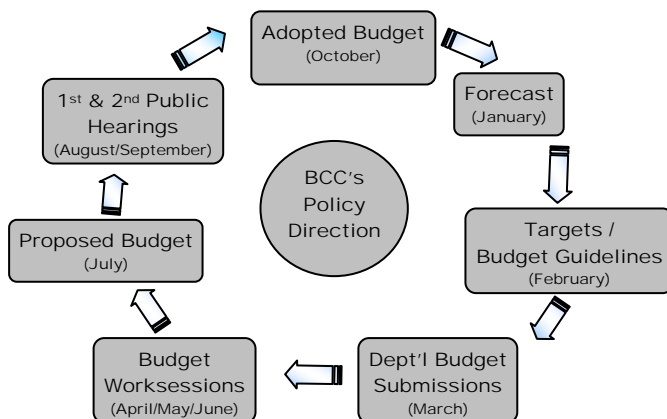 Adopted Budget
(October)
Forecast
(January)
Targets /
Budget Guidelines
(February)
Dept'l Budget
Submissions
(March)
Budget
Worksessions
(April/May/June)
Proposed Budget
(July)
1st & 2nd Public
Hearings
(August/September)
BCC's
Policy
Direction